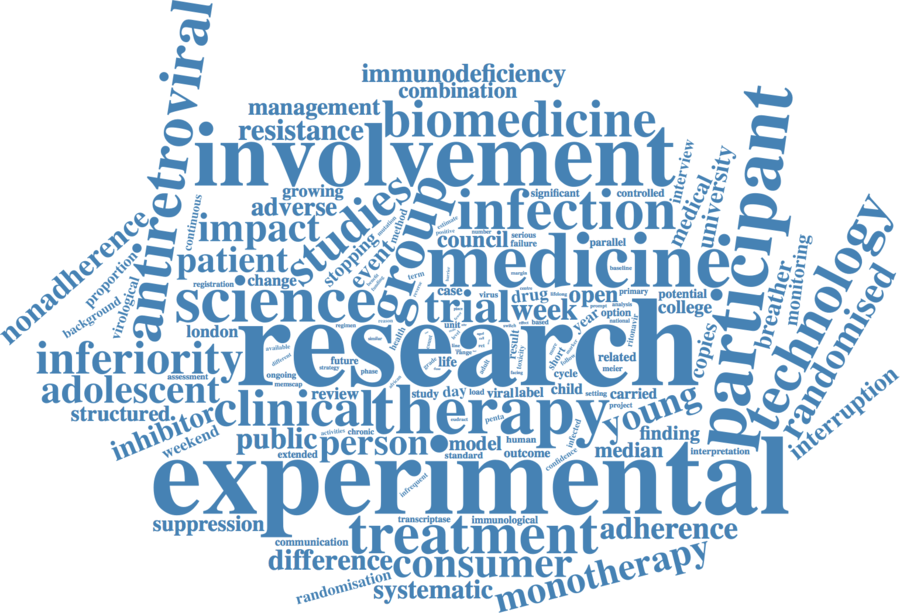 immunodeficiency
combination
management
biomedicine
resistance
involvement
antiretroviral
participant
interview
medical
university
growing
significant
controlled
adverse
studies
group
infection
continuous
nonadherence
impact
stopping
event
method
mutation
estimate
positive
number
council
serious
failure
parallel
technology
proportion
patient
medicine
baseline
breather
monitoring
background
virological
registration
change
term
margin
science
trial
week
case
virus
drug
open
primary
potential
college
randomised
london
regimen
health
unit
based
year
option
analysis
national
ritonavir
copies
inferiority
research
available
different
similar
future
strategy
phase
life
result
toxicity
short
related
meier
cycle
assessment
ongoing
memscap
adolescent
review
study
day
load
viral
label
child
setting
carried
project
young
structured
inhibitor
weekend
clinical
therapy
penta
activities
chronic
public
person
extended
model
standard
human
outcome
infected
confidence
median
finding
interpretation
interruption
infrequent
experimental
suppression
transcriptase
immunological
treatment
adherence
communication
difference
consumer
monotherapy
randomisation
systematic